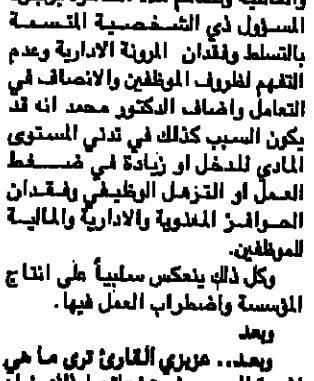 المسؤول ذي الشخصية المتسمة
بالتسلط وفقدان المرونة الادارية وعدم
التفهم لظروف الموظفين والانصاف في
التعامل واضاف الدكتور محمد انه قد
يكون السبب كذلك في تدني المستوى
المادي للدخل او زيادة في ضغط
العمل او الترهل الوظيفي وفقدان
الحوافز المعنوية والادارية والمالية
للموظفين.
وكل ذلك ينعكس سلبياً على انتاج
المؤسسة واضطراب العمل فيها.
وبعد
وبعد... عزيزي القارئ ترى ما هي